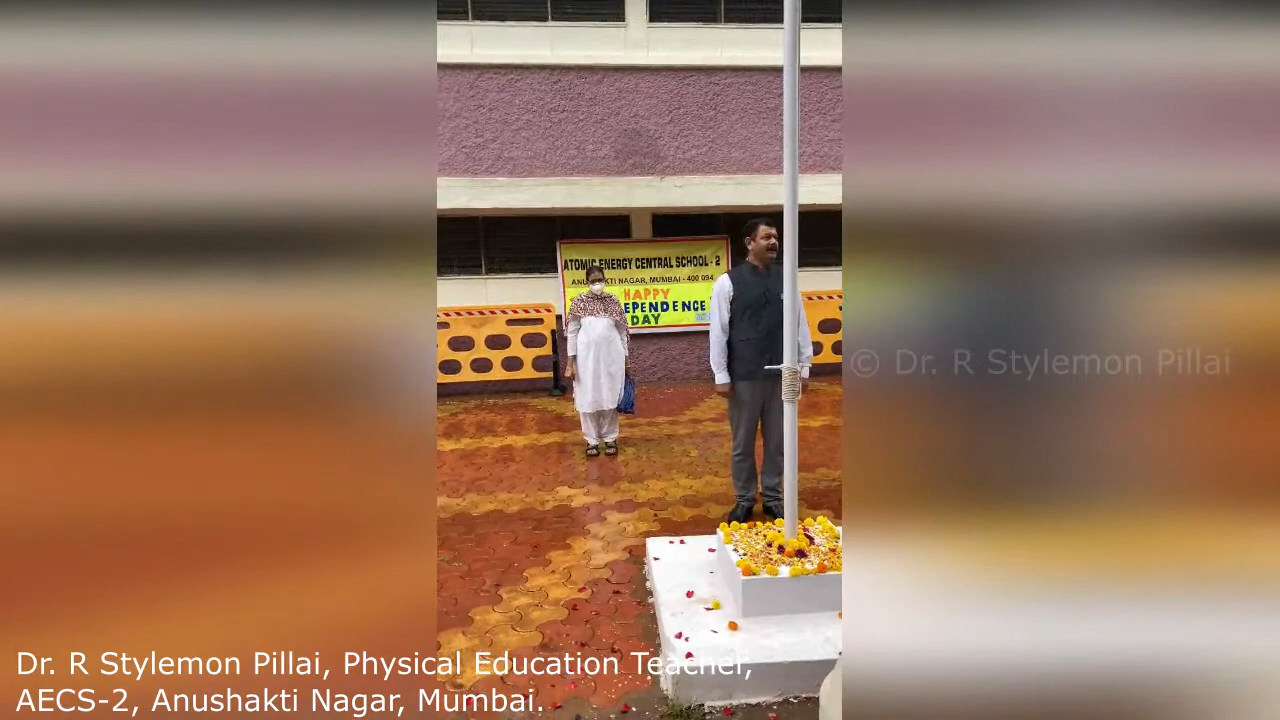 ATOMIC ENERGY CENTRAL SCHOOL - 2
NAGAR, MUMBAI - 400 094
HAPPY
EPENDENCE
DAY
© Dr. R Stylemon Pillai
Dr. R Stylemon Pillai, Physical Education Teacher,
AECS-2, Anushakti Nagar, Mumbai.